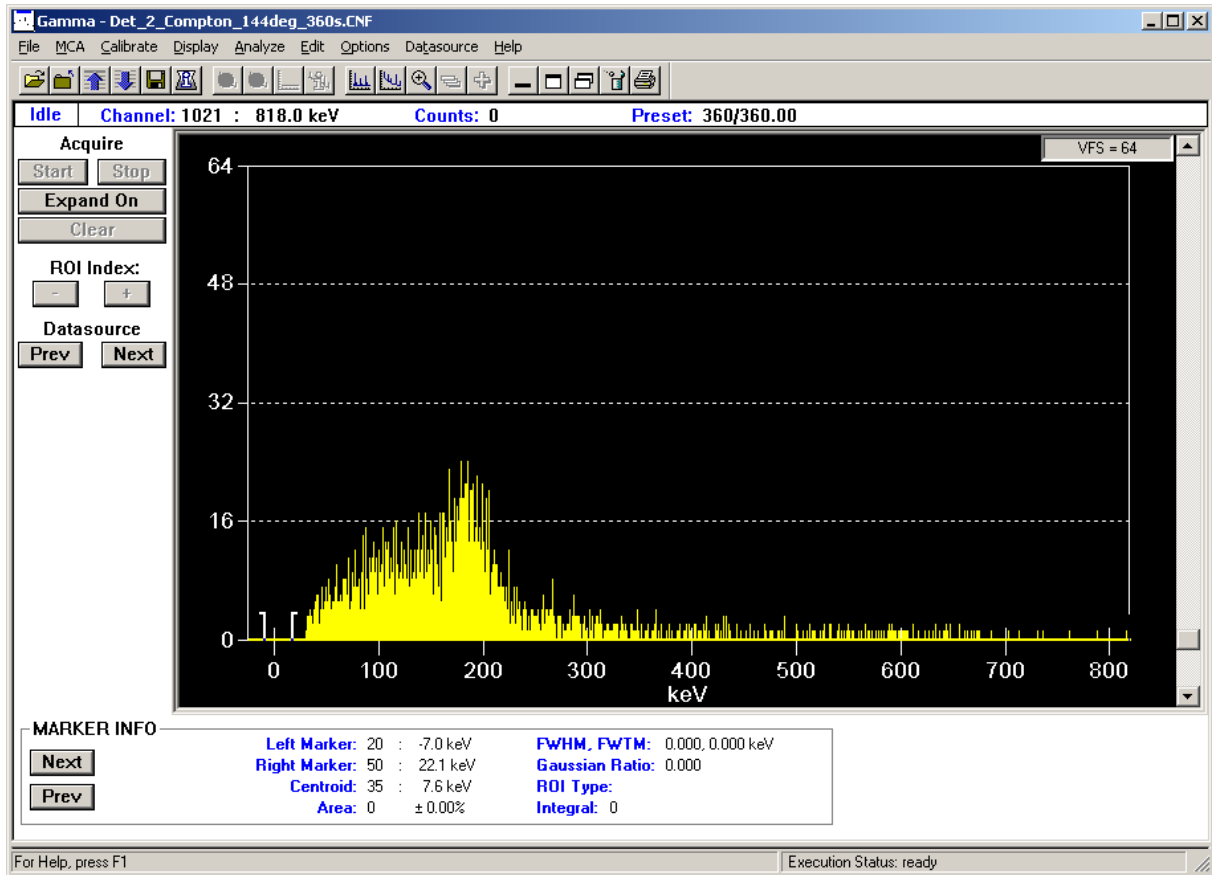 Gamma - Det_2_Compton_144deg_360s.CNF
File MCA Calibrate Display Analyze Edit Options Datasource Help
Idle Channel: 1021 : 818.0 keV Counts: 0 Preset: 360/360.00
Acquire
Start Stop
Expand On
Clear
ROI Index:
- +
Datasource
Prev Next
VFS = 64
64
48
32
16
0
0 100 200 300 400 500 600 700 800
keV
MARKER INFO
Next
Prev
Left Marker: 20 : -7.0 keV FWHM, FWTM: 0.000, 0.000 keV
Right Marker: 50 : 22.1 keV Gaussian Ratio: 0.000
Centroid: 35 : 7.6 keV ROI Type:
Area: 0 ± 0.00% Integral: 0
For Help, press F1 Execution Status: ready